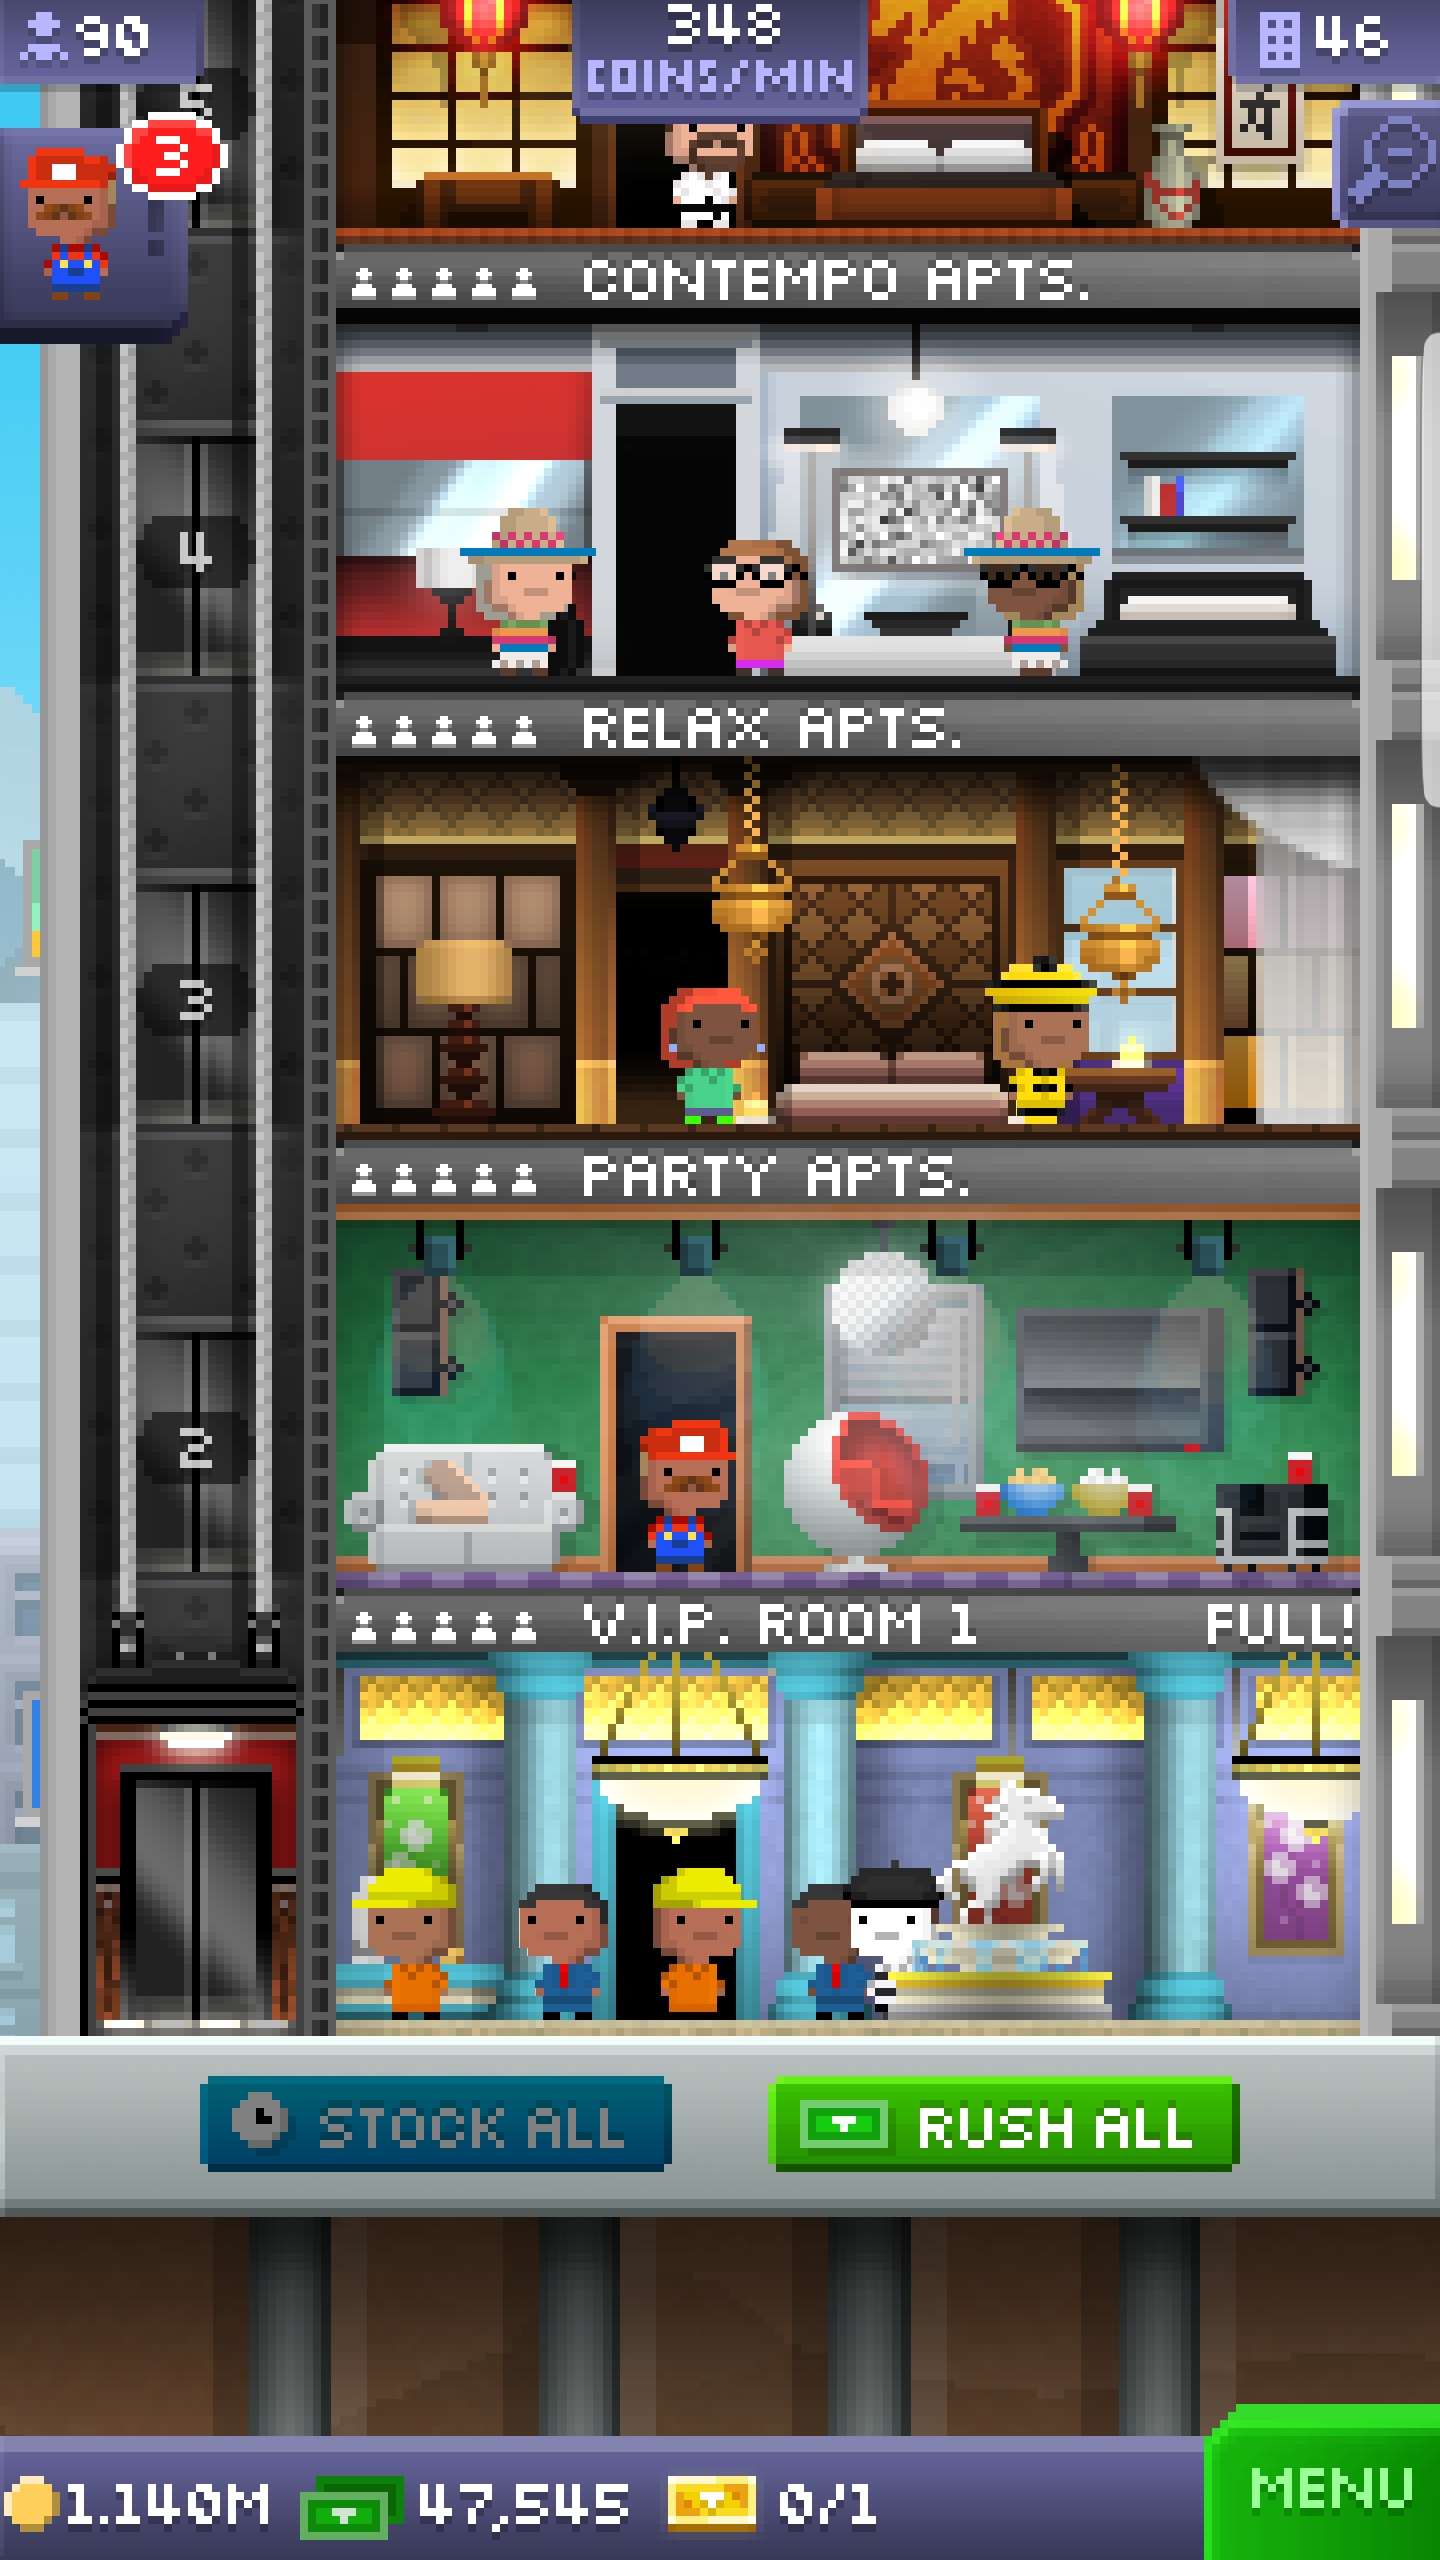 90
348
COINS/MIN
46
3
5
CONTEMPO APTS.
4
RELAX APTS.
3
PARTY APTS.
2
V.I.P. ROOM 1 FULL!
STOCK ALL
RUSH ALL
1.140M 47,545 0/1
MENU